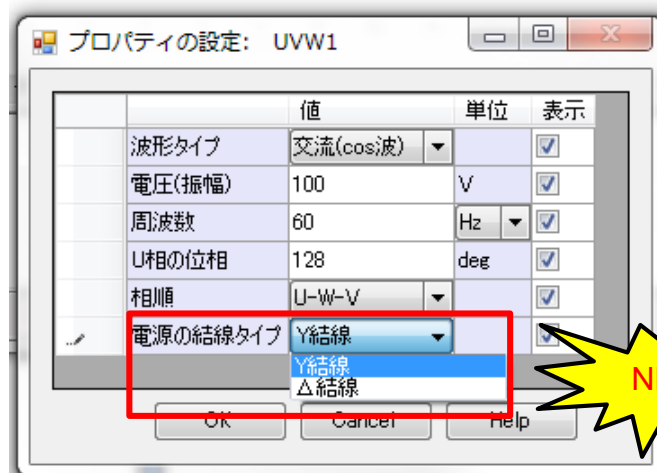 プロパティの設定: UVW1
値 単位 表示
波形タイプ 交流(cos波)
電圧(振幅) 100 V
周波数 60 Hz
U相の位相 128 deg
相順 U-W-V
電源の結線タイプ Y結線
Y結線
Δ結線
OK Cancel Help